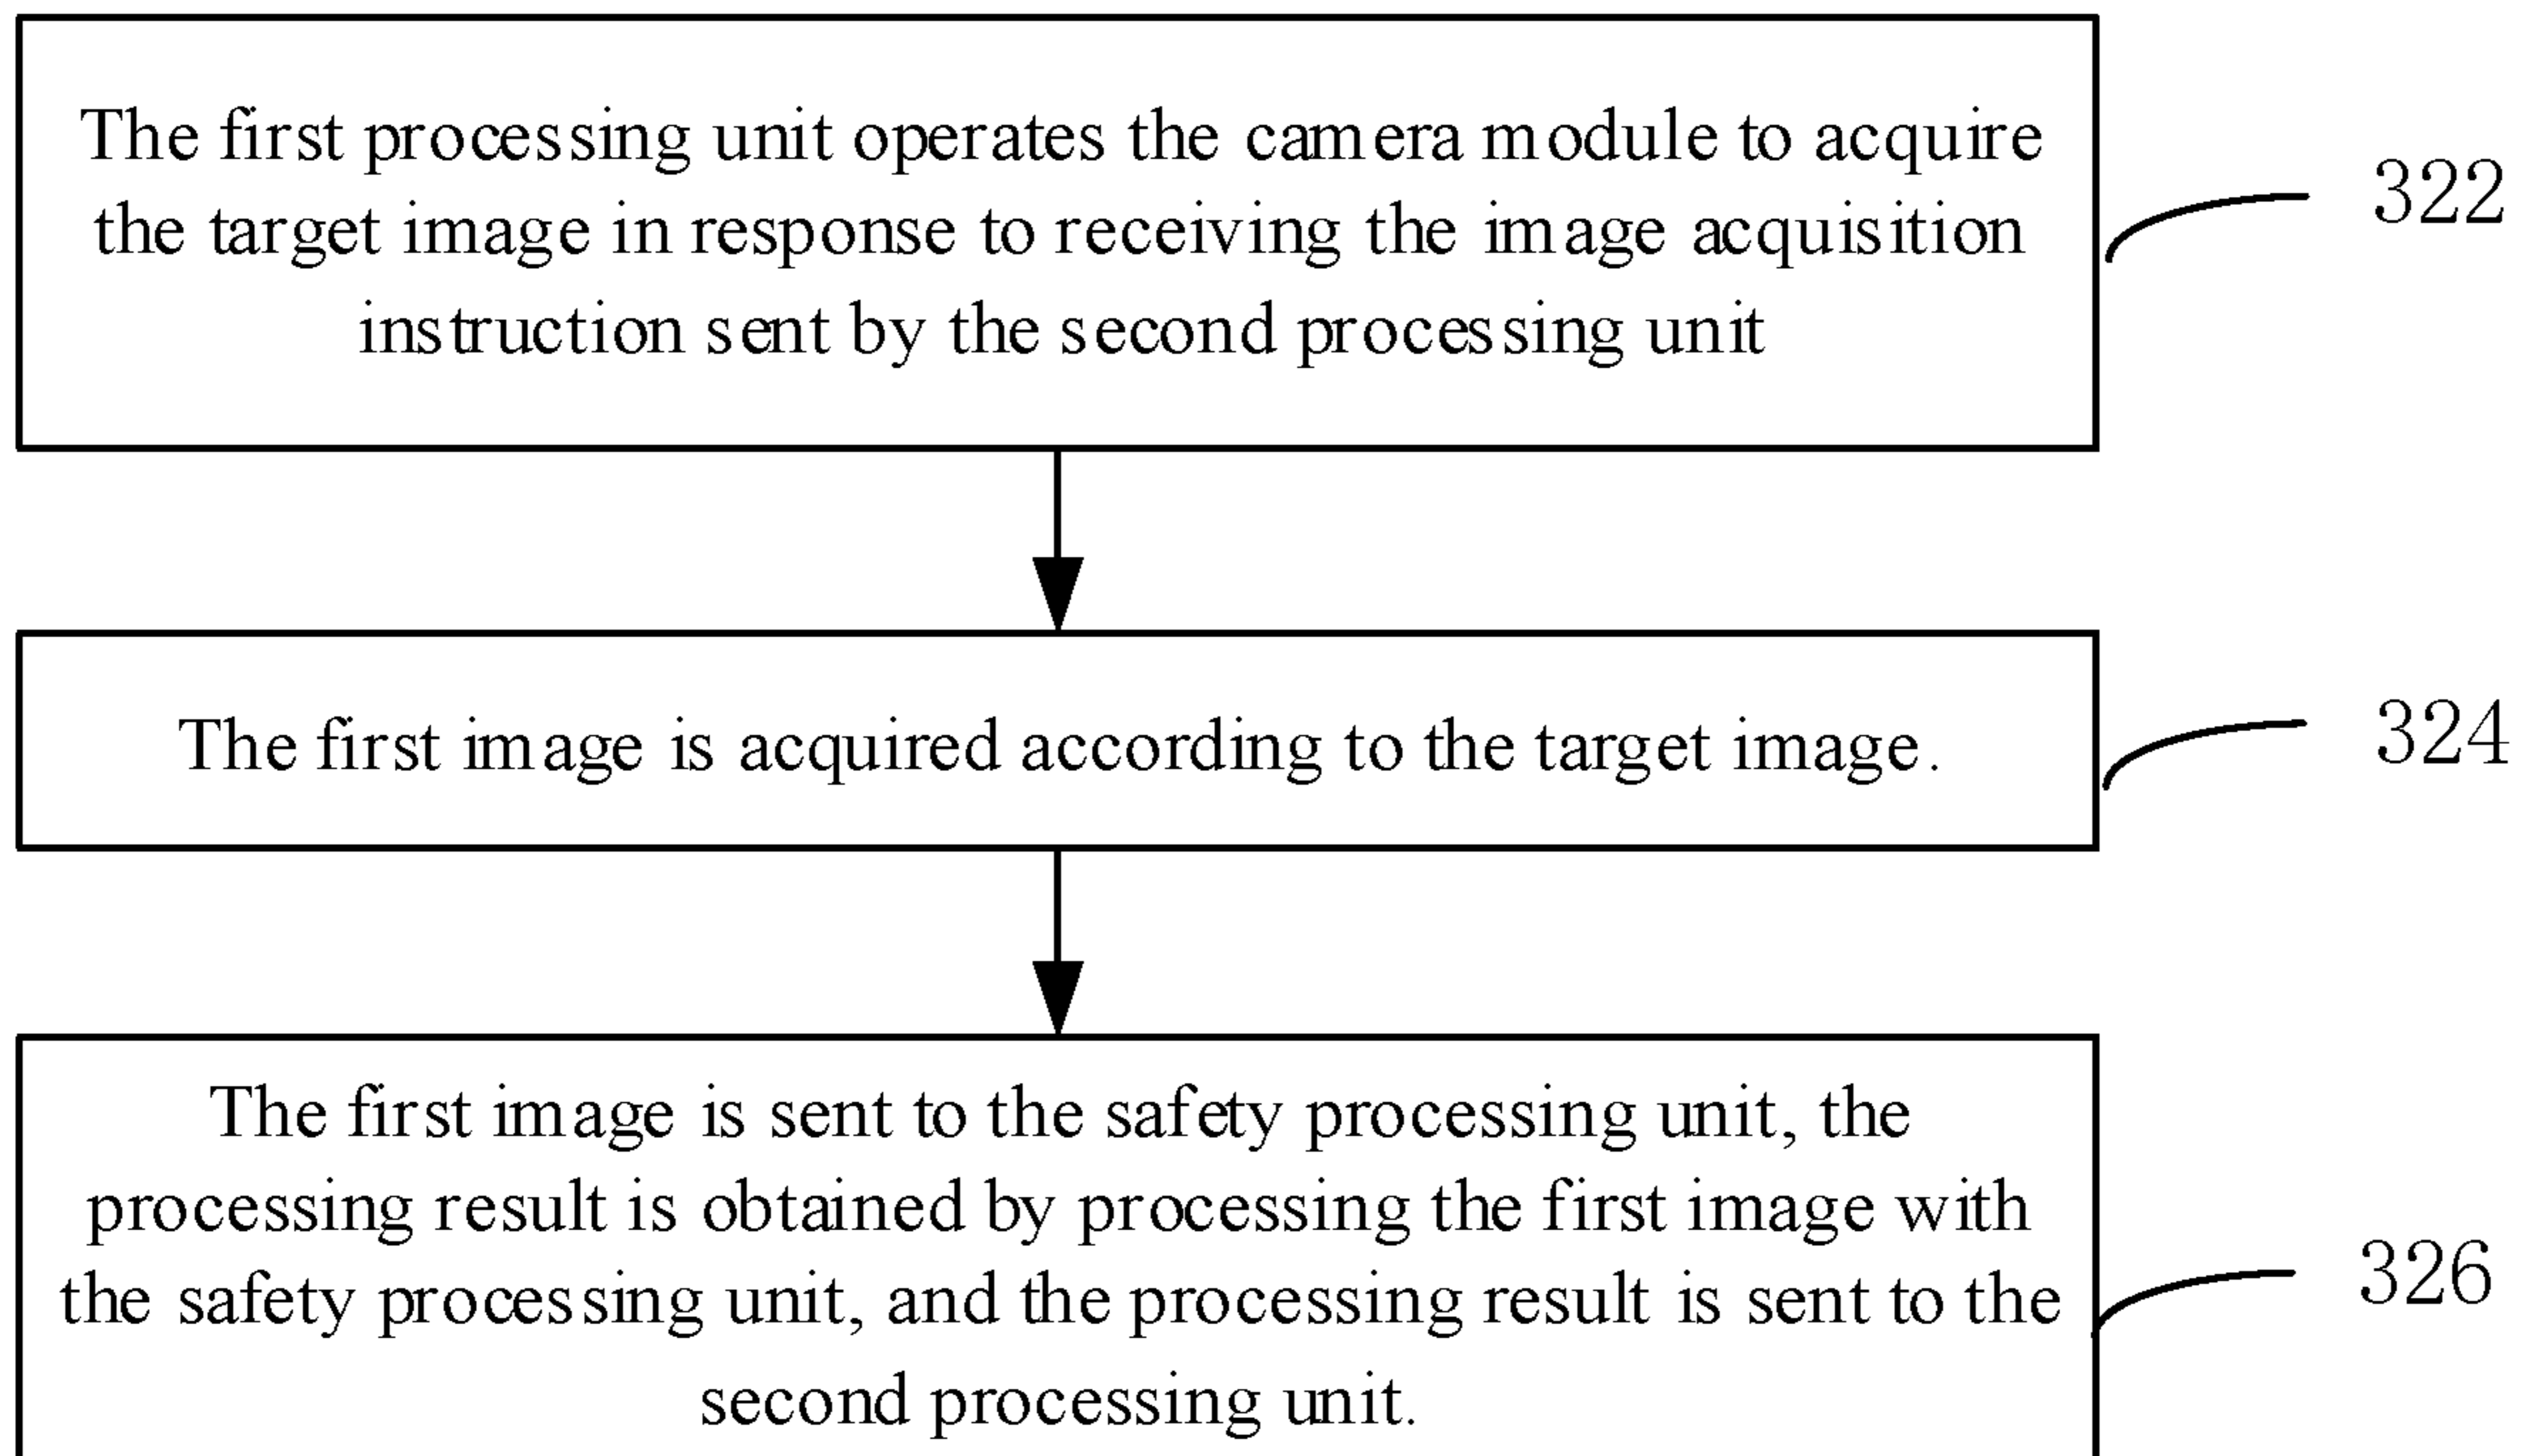 The first processing unit operates the camera module to acquire
the target image in response to receiving the image acquisition
instruction sent by the second processing unit
322
The first image is acquired according to the target image.
324
The first image is sent to the safety processing unit, the
processing result is obtained by processing the first image with
the safety processing unit, and the processing result is sent to the
second processing unit.
326